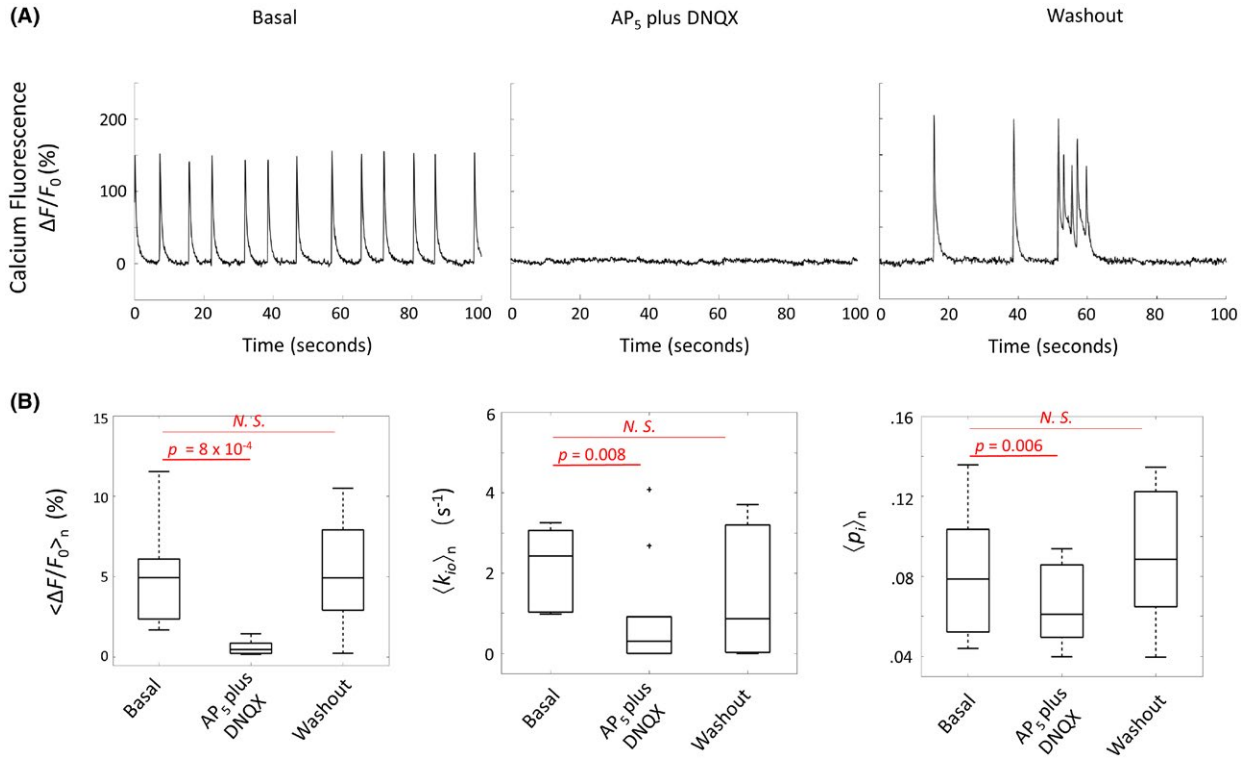 (A)
Basal
AP₅ plus DNQX
Washout
Calcium Fluorescence
ΔF/F₀ (%)
200
100
0
0 20 40 60 80 100
0 20 40 60 80 100
0 20 40 60 80 100
Time (seconds)
Time (seconds)
Time (seconds)
(B)
<ΔF/F₀>ₙ (%)
15
10
5
0
N. S.
p = 8 x 10⁻⁴
Basal
AP₅ plus
DNQX
Washout
⟨kᵢₒ⟩ₙ (s⁻¹)
6
4
2
0
N. S.
p = 0.008
Basal
AP₅ plus
DNQX
Washout
⟨pᵢ⟩ₙ
.16
.12
.08
.04
N. S.
p = 0.006
Basal
AP₅ plus
DNQX
Washout